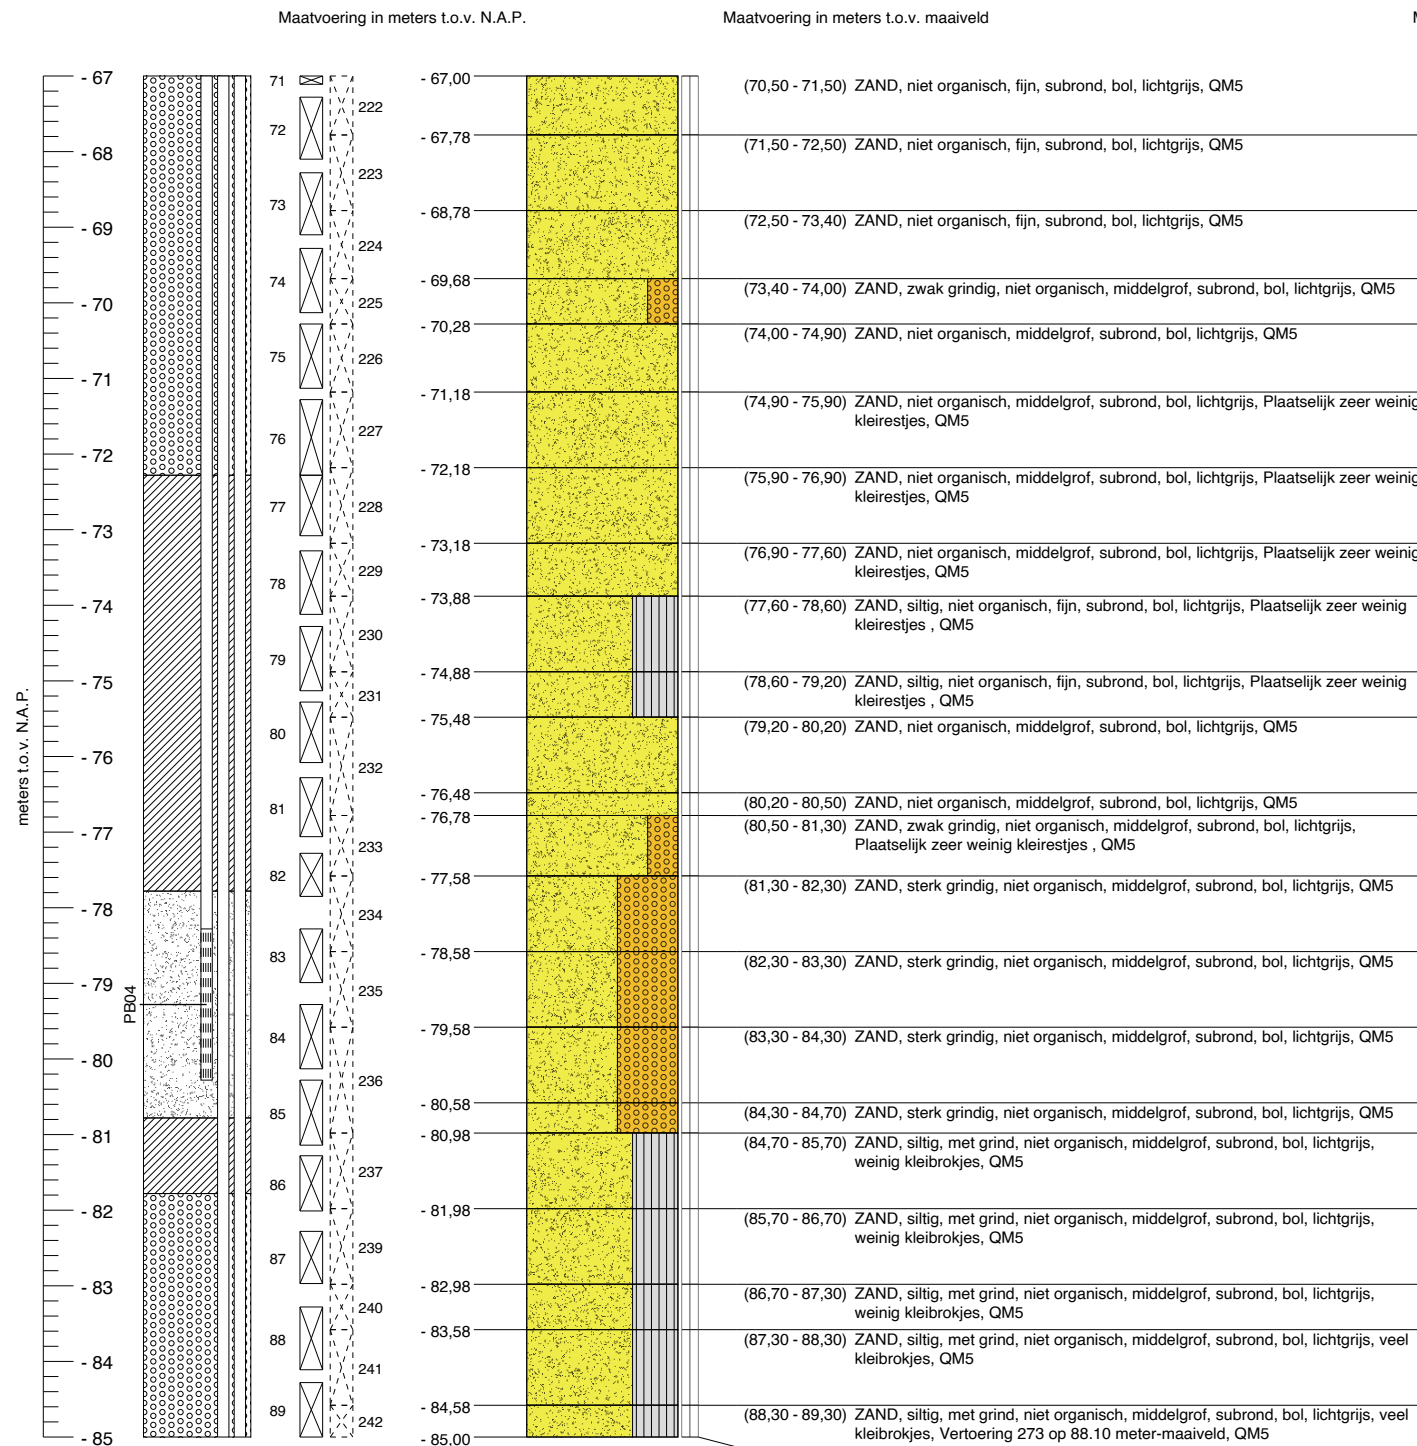 Maatvoering in meters t.o.v. N.A.P.
Maatvoering in meters t.o.v. maaiveld
meters t.o.v. N.A.P.
- 67
- 68
- 69
- 70
- 71
- 72
- 73
- 74
- 75
- 76
- 77
- 78
- 79
- 80
- 81
- 82
- 83
- 84
- 85
PB04
71
72
73
74
75
76
77
78
79
80
81
82
83
84
85
86
87
88
89
222
223
224
225
226
227
228
229
230
231
232
233
234
235
236
237
239
240
241
242
- 67,00
- 67,78
- 68,78
- 69,68
- 70,28
- 71,18
- 72,18
- 73,18
- 73,88
- 74,88
- 75,48
- 76,48
- 76,78
- 77,58
- 78,58
- 79,58
- 80,58
- 80,98
- 81,98
- 82,98
- 83,58
- 84,58
- 85,00
(70,50 - 71,50) ZAND, niet organisch, fijn, subrond, bol, lichtgrijs, QM5
(71,50 - 72,50) ZAND, niet organisch, fijn, subrond, bol, lichtgrijs, QM5
(72,50 - 73,40) ZAND, niet organisch, fijn, subrond, bol, lichtgrijs, QM5
(73,40 - 74,00) ZAND, zwak grindig, niet organisch, middelgrof, subrond, bol, lichtgrijs, QM5
(74,00 - 74,90) ZAND, niet organisch, middelgrof, subrond, bol, lichtgrijs, QM5
(74,90 - 75,90) ZAND, niet organisch, middelgrof, subrond, bol, lichtgrijs, Plaatselijk zeer weinig
kleirestjes, QM5
(75,90 - 76,90) ZAND, niet organisch, middelgrof, subrond, bol, lichtgrijs, Plaatselijk zeer weinig
kleirestjes, QM5
(76,90 - 77,60) ZAND, niet organisch, middelgrof, subrond, bol, lichtgrijs, Plaatselijk zeer weinig
kleirestjes, QM5
(77,60 - 78,60) ZAND, siltig, niet organisch, fijn, subrond, bol, lichtgrijs, Plaatselijk zeer weinig
kleirestjes , QM5
(78,60 - 79,20) ZAND, siltig, niet organisch, fijn, subrond, bol, lichtgrijs, Plaatselijk zeer weinig
kleirestjes , QM5
(79,20 - 80,20) ZAND, niet organisch, middelgrof, subrond, bol, lichtgrijs, QM5
(80,20 - 80,50) ZAND, niet organisch, middelgrof, subrond, bol, lichtgrijs, QM5
(80,50 - 81,30) ZAND, zwak grindig, niet organisch, middelgrof, subrond, bol, lichtgrijs,
Plaatselijk zeer weinig kleirestjes , QM5
(81,30 - 82,30) ZAND, sterk grindig, niet organisch, middelgrof, subrond, bol, lichtgrijs, QM5
(82,30 - 83,30) ZAND, sterk grindig, niet organisch, middelgrof, subrond, bol, lichtgrijs, QM5
(83,30 - 84,30) ZAND, sterk grindig, niet organisch, middelgrof, subrond, bol, lichtgrijs, QM5
(84,30 - 84,70) ZAND, sterk grindig, niet organisch, middelgrof, subrond, bol, lichtgrijs, QM5
(84,70 - 85,70) ZAND, siltig, met grind, niet organisch, middelgrof, subrond, bol, lichtgrijs,
weinig kleibrokjes, QM5
(85,70 - 86,70) ZAND, siltig, met grind, niet organisch, middelgrof, subrond, bol, lichtgrijs,
weinig kleibrokjes, QM5
(86,70 - 87,30) ZAND, siltig, met grind, niet organisch, middelgrof, subrond, bol, lichtgrijs,
weinig kleibrokjes, QM5
(87,30 - 88,30) ZAND, siltig, met grind, niet organisch, middelgrof, subrond, bol, lichtgrijs, veel
kleibrokjes, QM5
(88,30 - 89,30) ZAND, siltig, met grind, niet organisch, middelgrof, subrond, bol, lichtgrijs, veel
kleibrokjes, Vertoering 273 op 88.10 meter-maaiveld, QM5